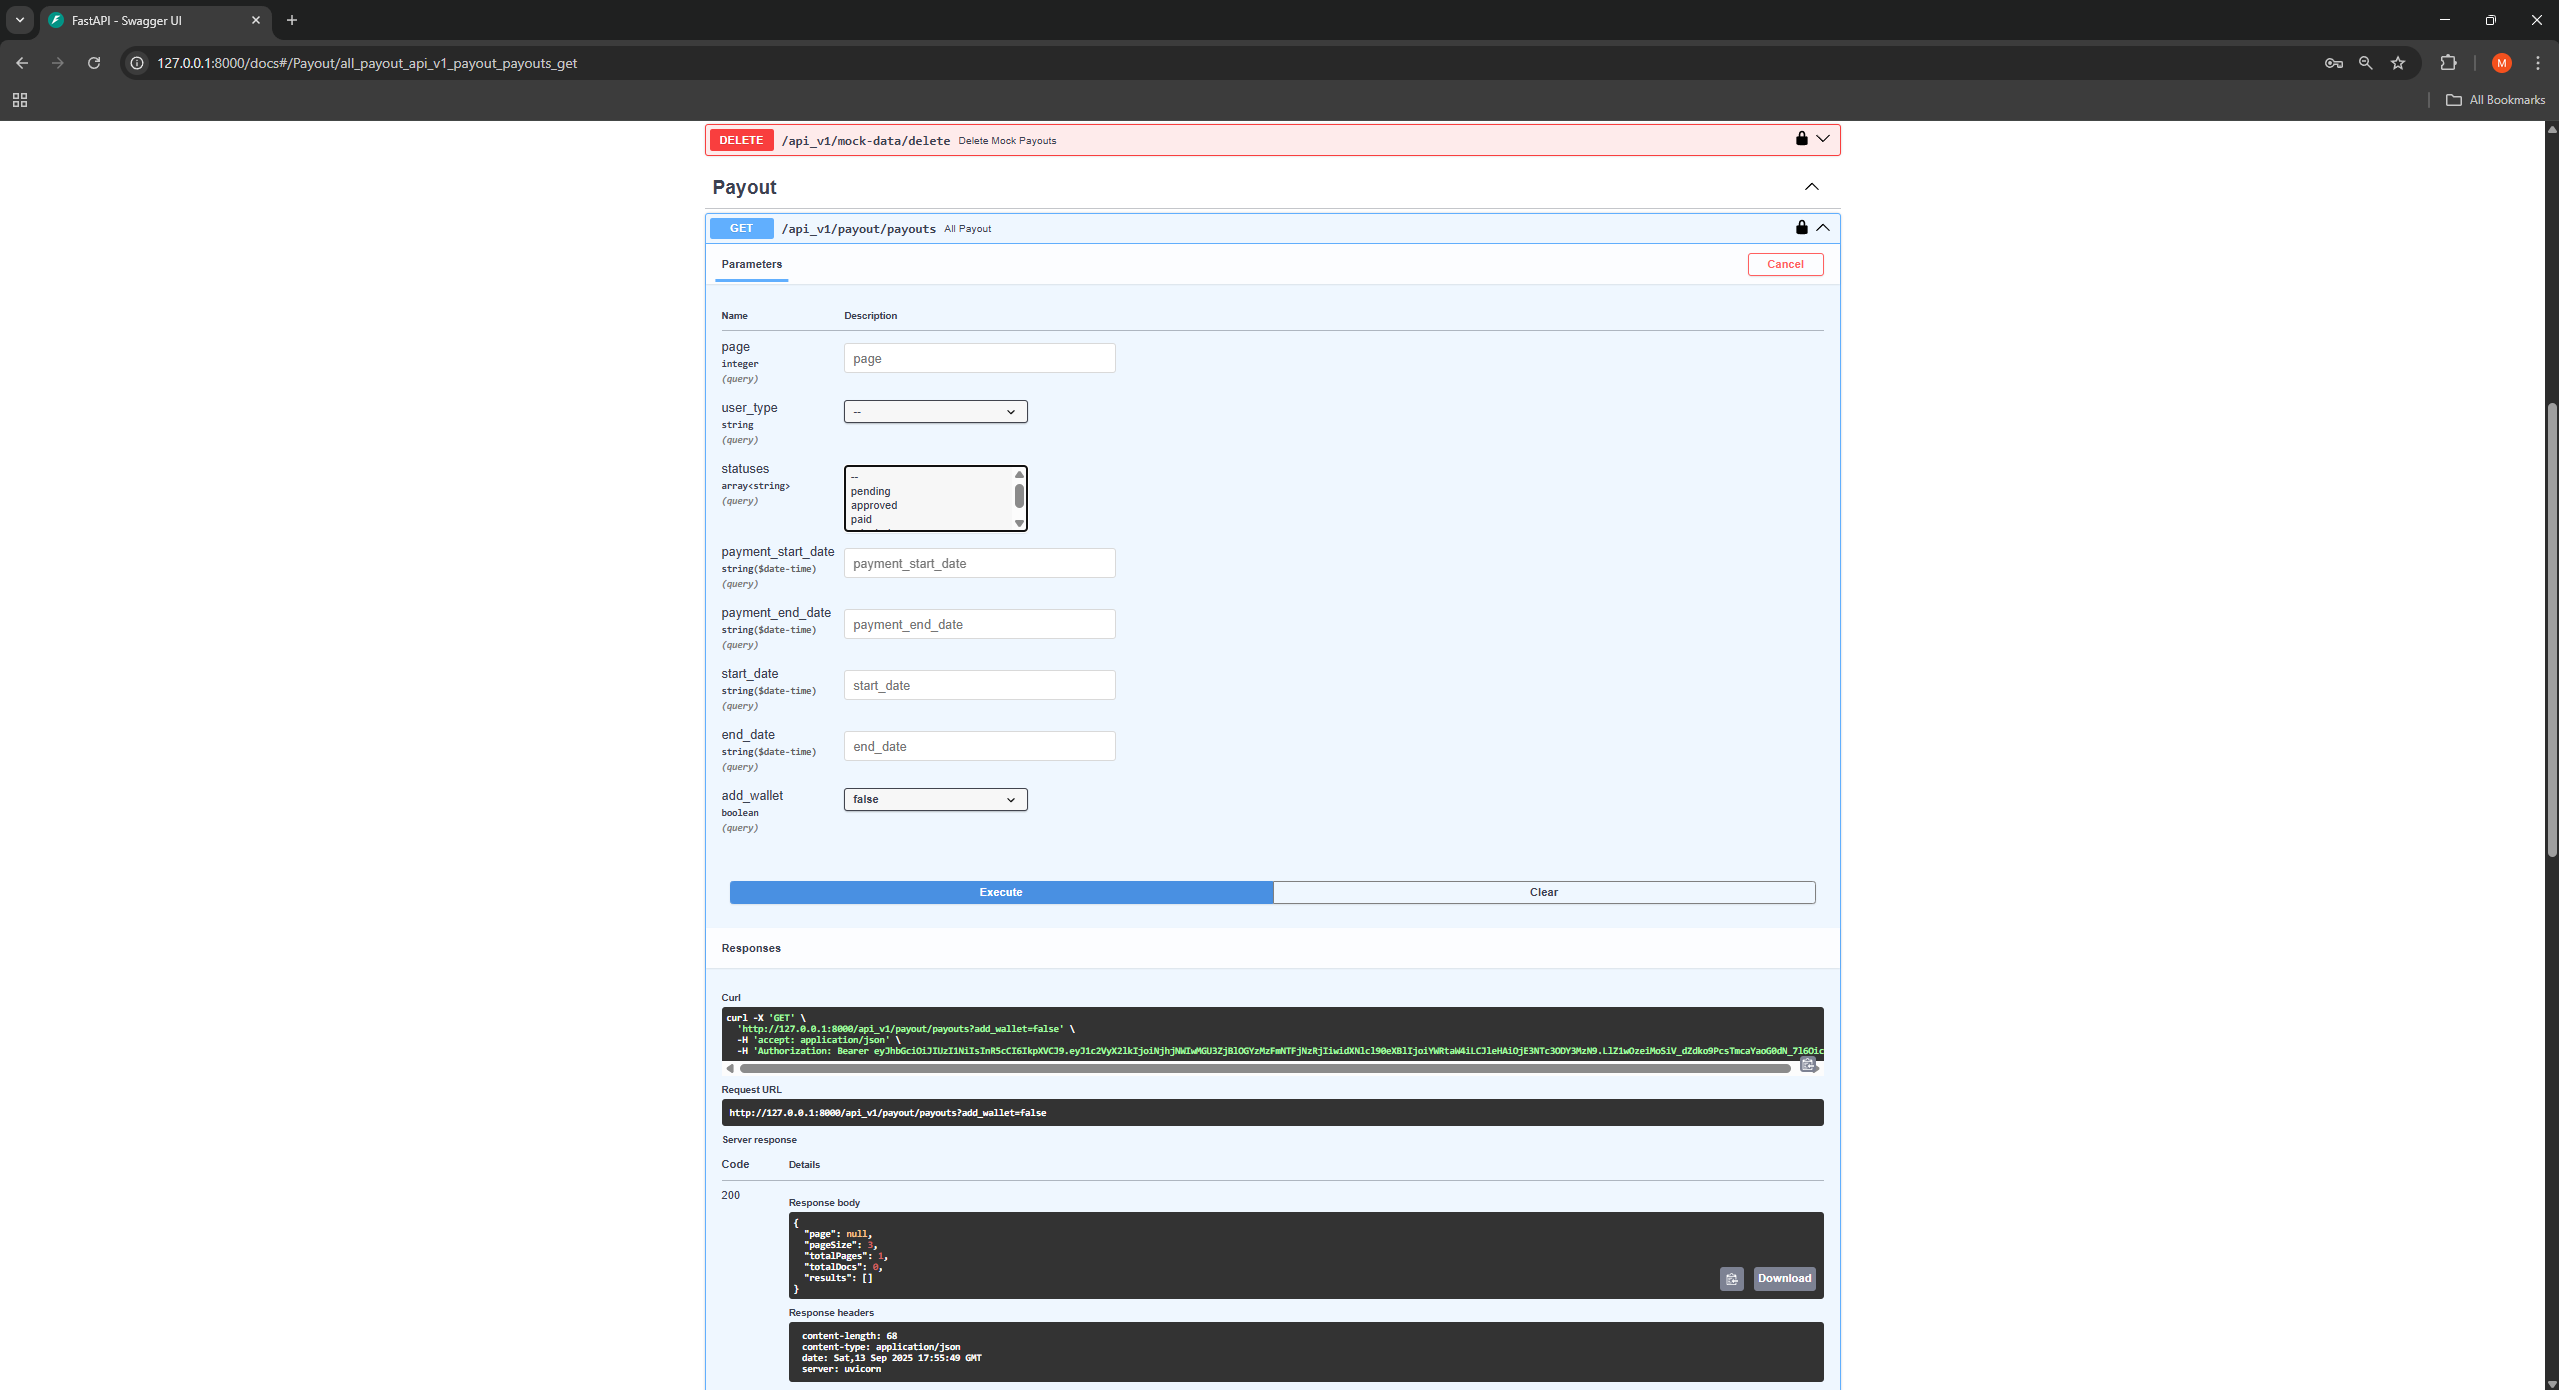 FastAPI - Swagger UI
127.0.0.1:8000/docs#/Payout/all_payout_api_v1_payout_payouts_get
M
All Bookmarks
DELETE /api_v1/mock-data/delete Delete Mock Payouts
Payout
GET /api_v1/payout/payouts All Payout
Parameters
Cancel
Name Description
page
integer
(query)
page
user_type
string
(query)
--
statuses
array<string>
(query)
--
pending
approved
paid
payment_start_date
string($date-time)
(query)
payment_start_date
payment_end_date
string($date-time)
(query)
payment_end_date
start_date
string($date-time)
(query)
start_date
end_date
string($date-time)
(query)
end_date
add_wallet
boolean
(query)
false
Execute Clear
Responses
Curl
curl -X 'GET' \
'http://127.0.0.1:8000/api_v1/payout/payouts?add_wallet=false' \
-H 'accept: application/json' \
-H 'Authorization: Bearer
Request URL
http://127.0.0.1:8000/api_v1/payout/payouts?add_wallet=false
Server response
Code Details
200
Response body
{
"page": null,
"pageSize": 3,
"totalPages": 1,
"totalDocs": 0,
"results": []
}
Download
Response headers
content-length: 68
content-type: application/json
date: Sat,13 Sep 2025 17:55:49 GMT
server: uvicorn